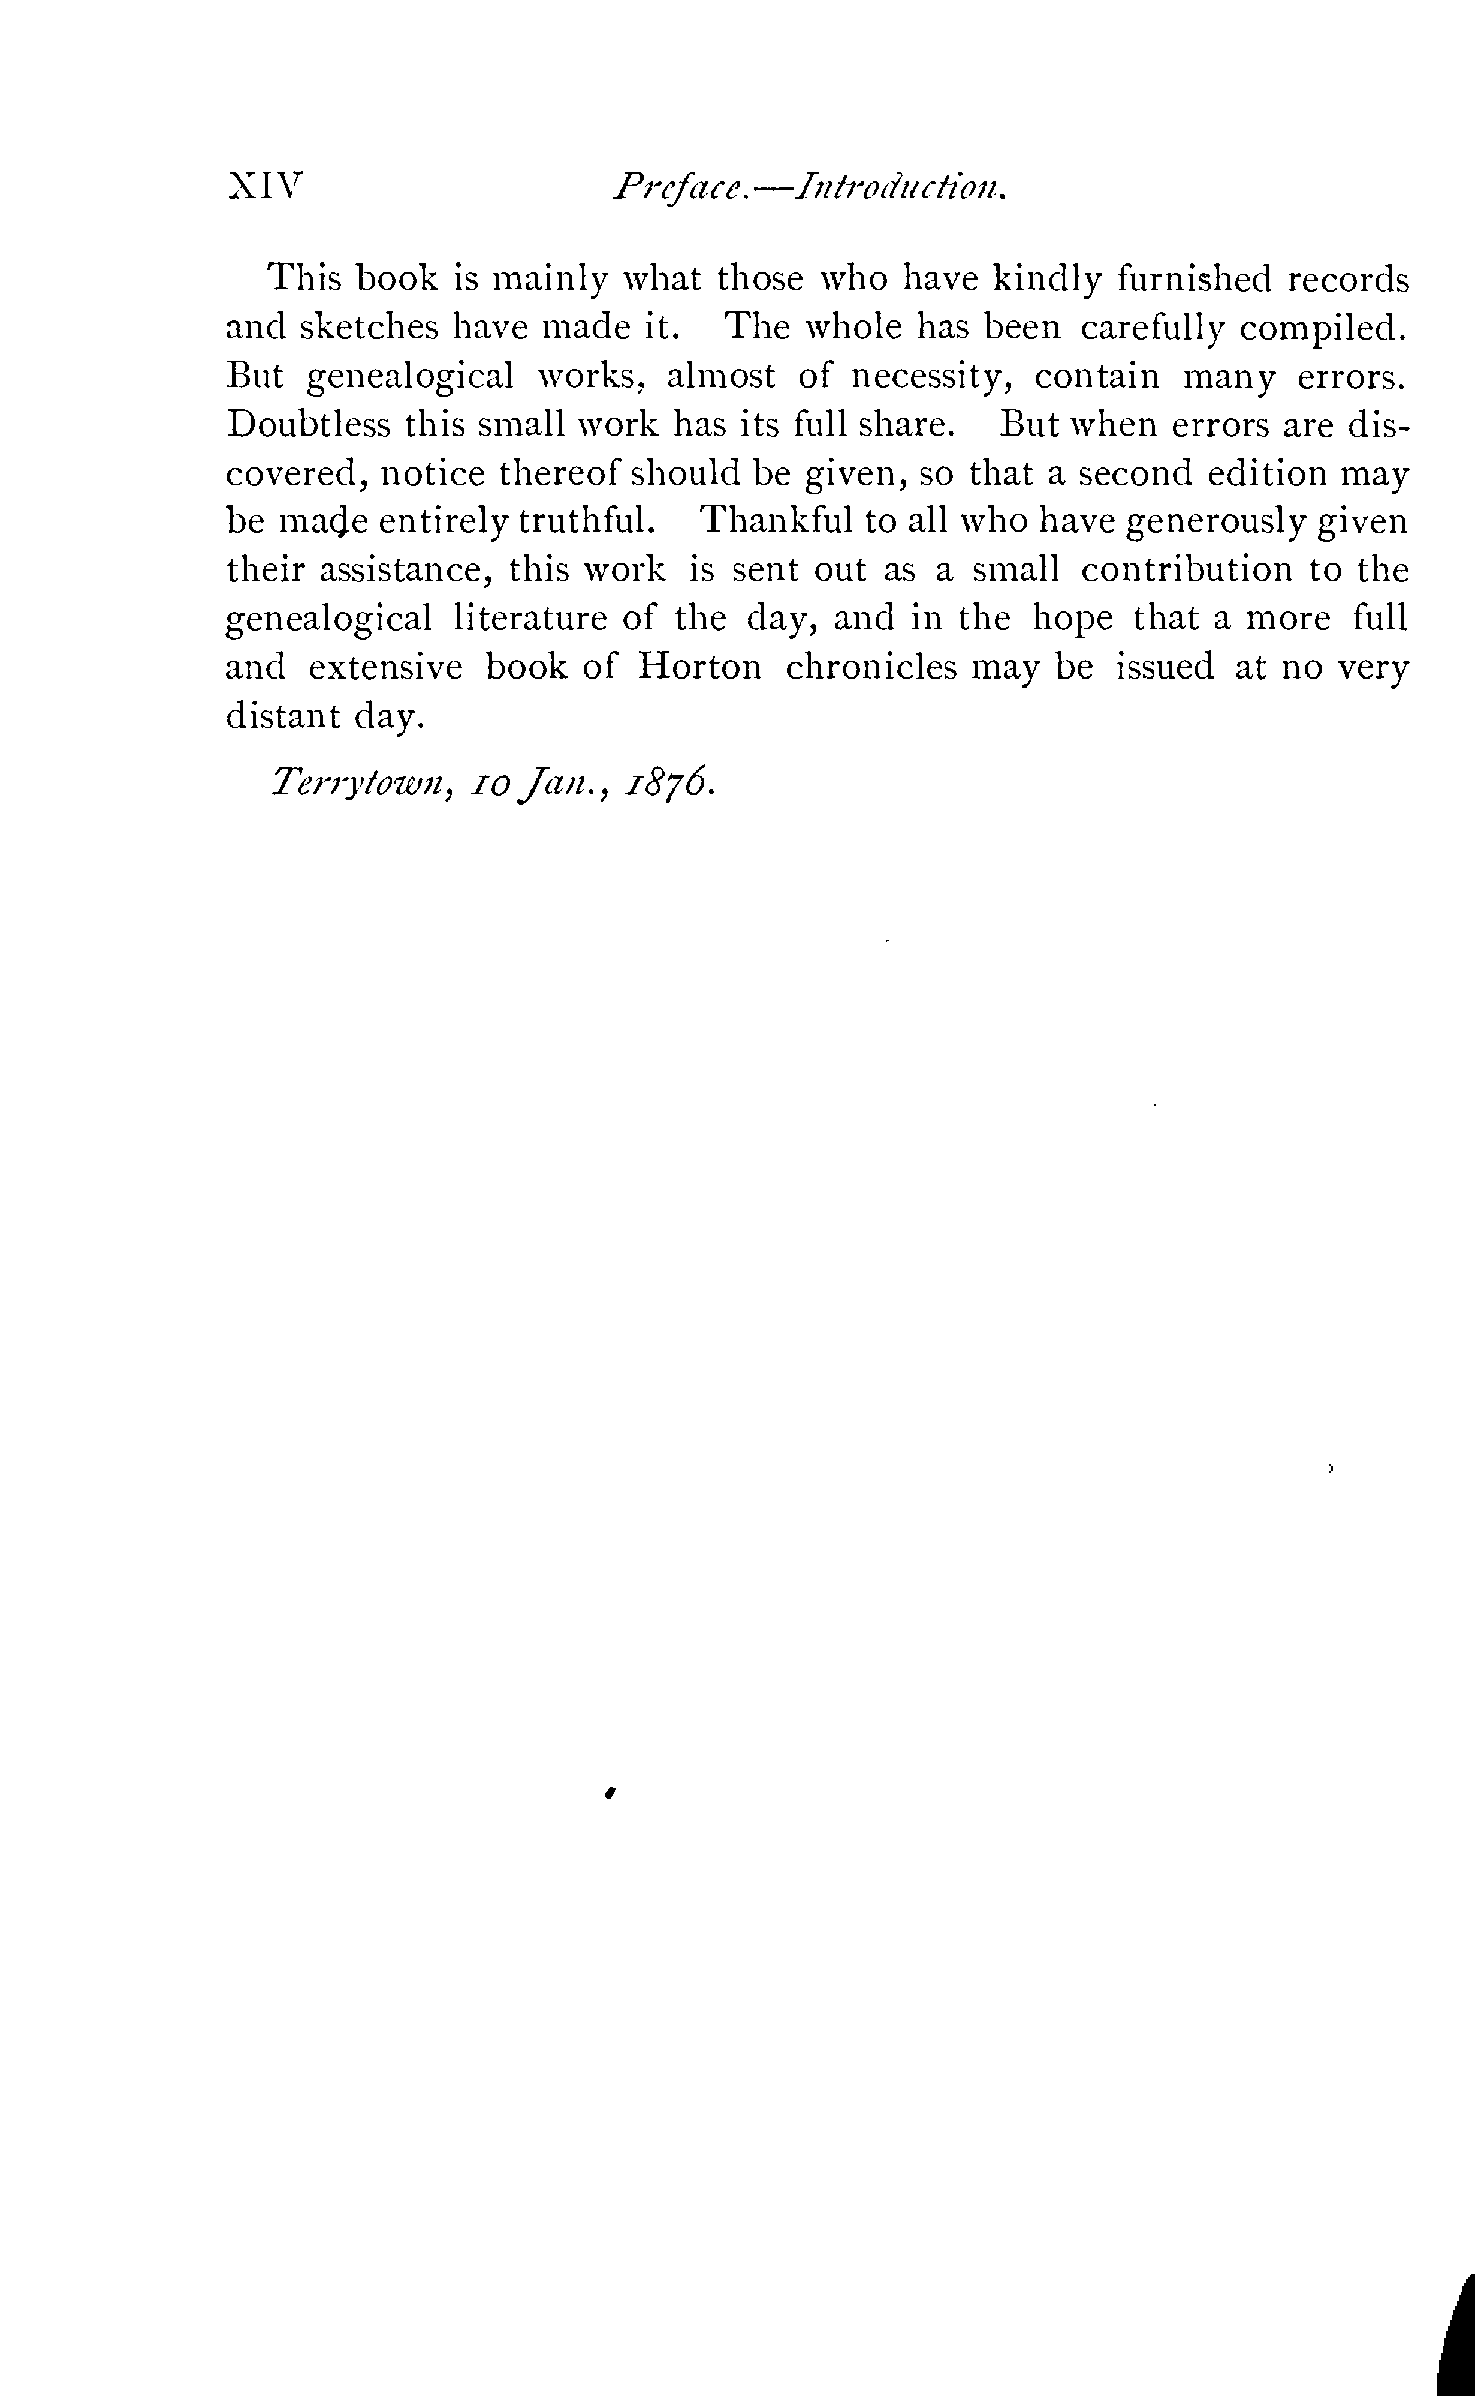 XIV Preface.—Introduction.
This book is mainly what those who have kindly furnished records
and sketches have made it. The whole has been carefully compiled.
But genealogical works, almost of necessity, contain many errors.
Doubtless this small work has its full share. But when errors are dis-
covered, notice thereof should be given, so that a second edition may
be made entirely truthful. Thankful to all who have generously given
their assistance, this work is sent out as a small contribution to the
genealogical literature of the day, and in the hope that a more full
and extensive book of Horton chronicles may be issued at no very
distant day.
Terrytown, 10 Jan., 1876.